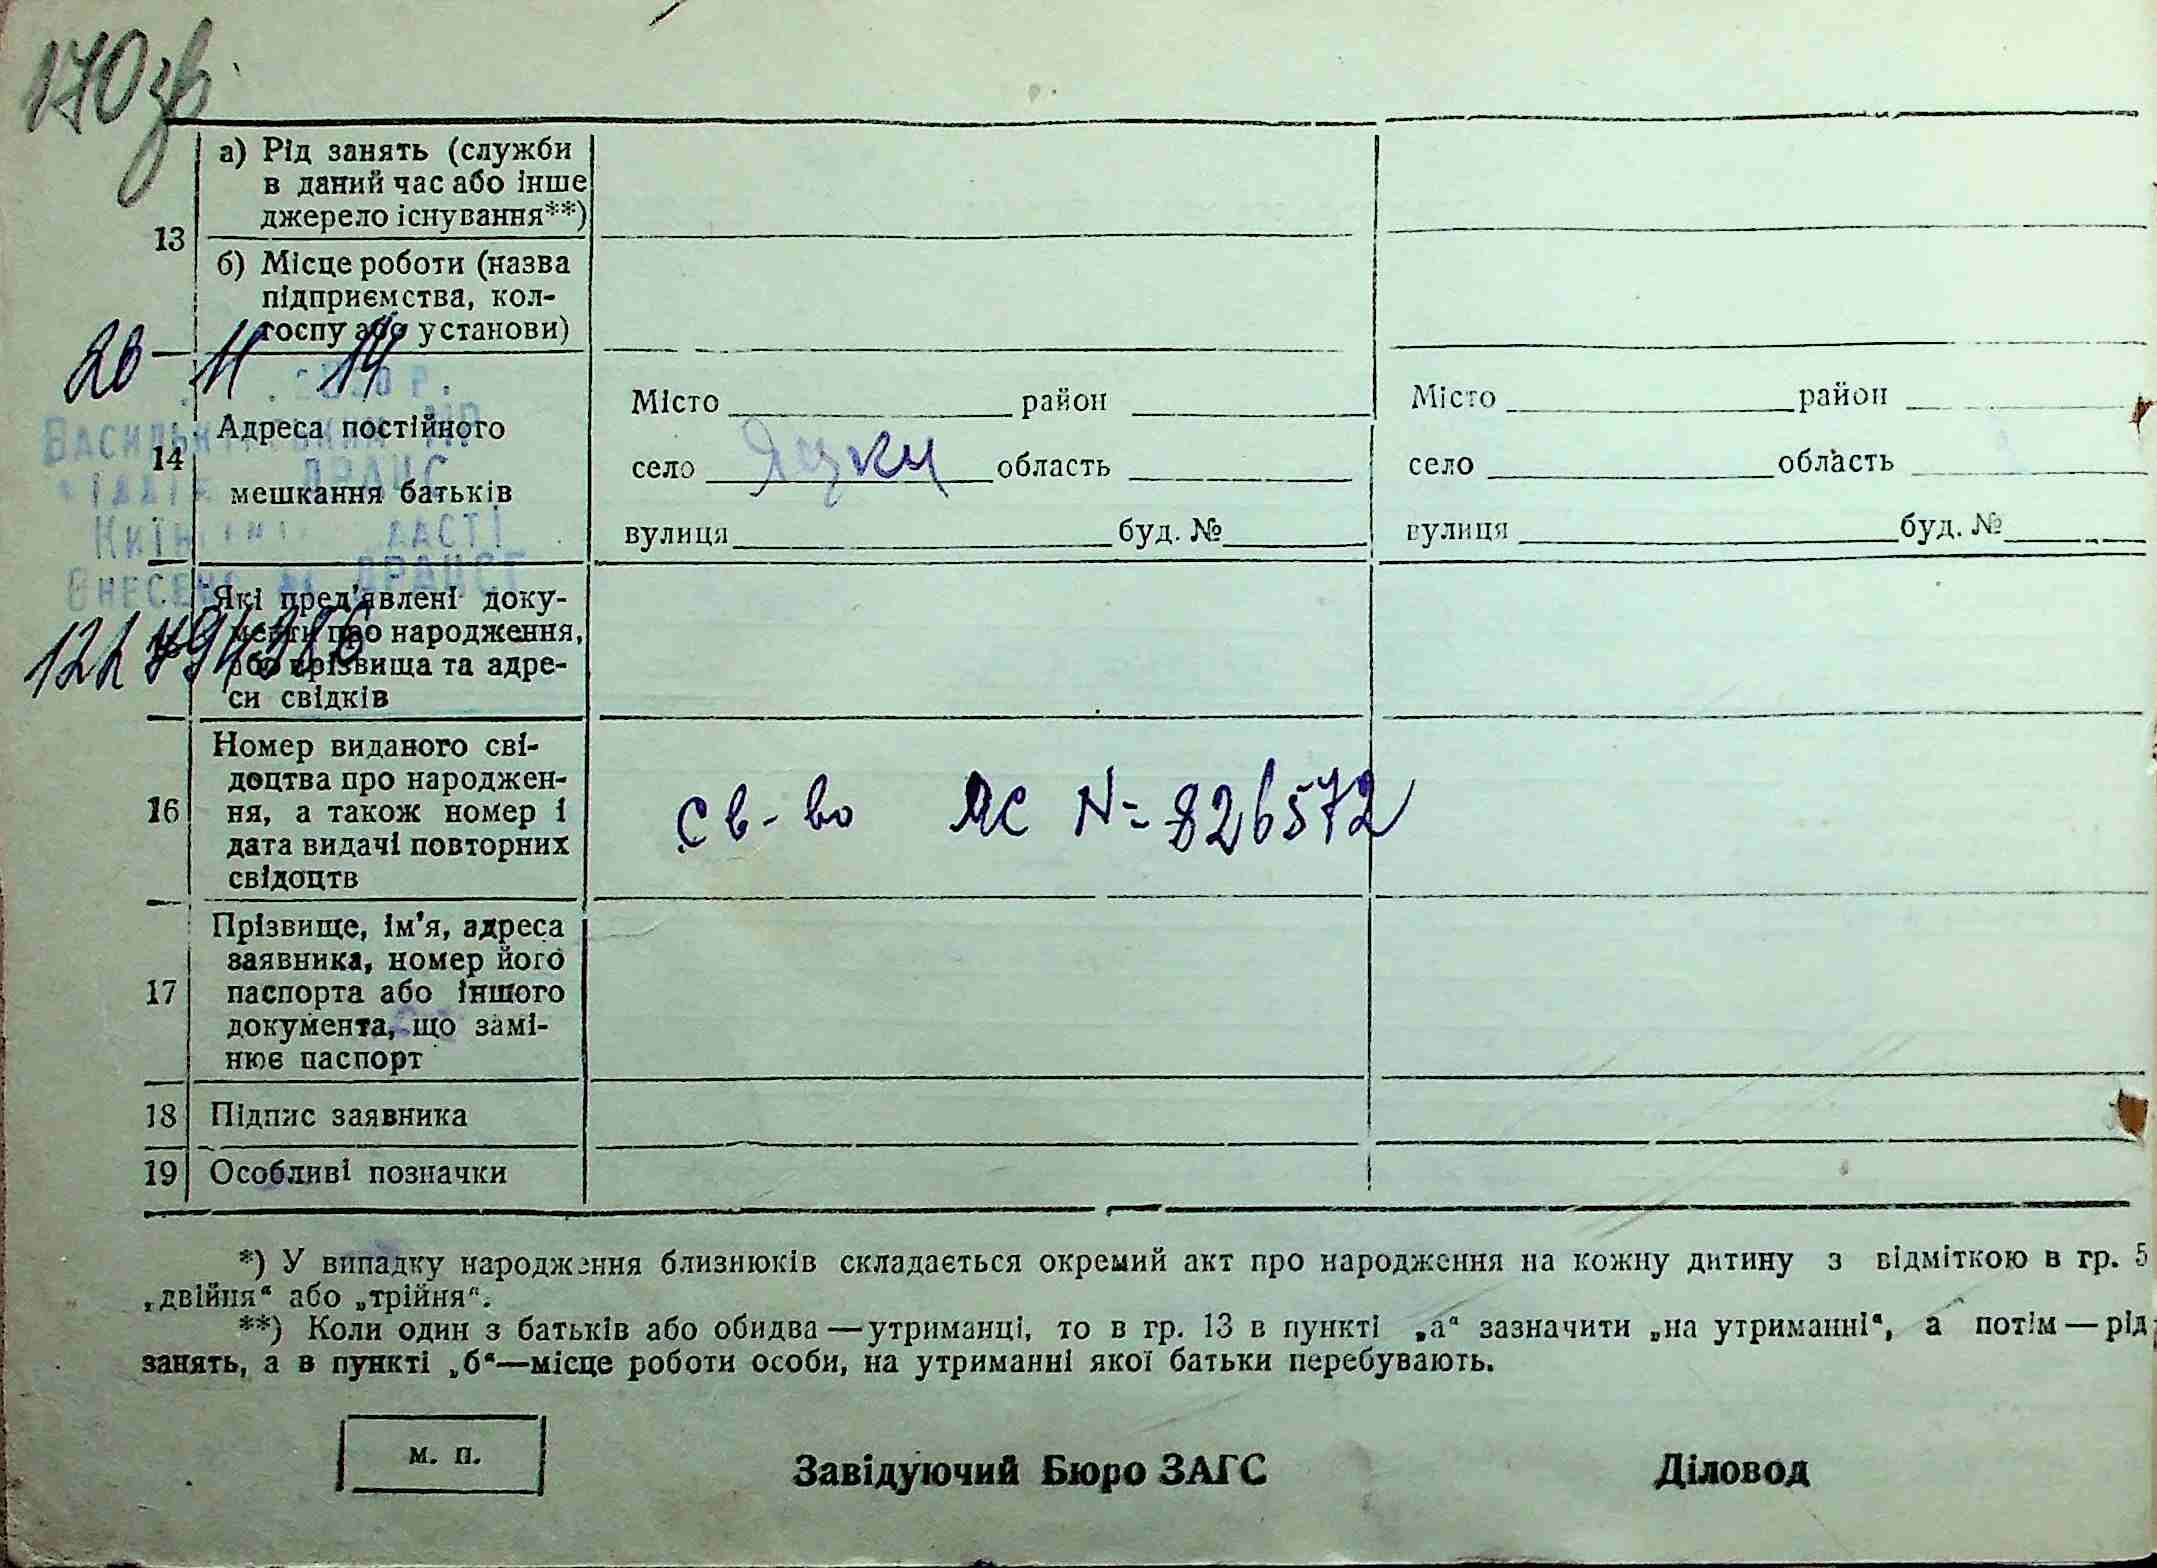 170зв
а) Рід занять (служби
в даний час або інше
джерело існування**)
13
б) Місце роботи (назва
підприємства, кол-
госпу або установи)
20 11 14
14
Адреса постійного
мешкання батьків
Місто район
село Яцки область
вулиця буд. №
Місто район
село область
вулиця буд. №
ДРАЦС
Які пред'явлені доку-
менти про народження,
або прізвища та адре-
си свідків
16
Номер виданого сві-
доцтва про народжен-
ня, а також номер і
дата видачі повторних
свідоцтв
св-во ЯС N=826572
17
Прізвище, ім'я, адреса
заявника, номер його
паспорта або іншого
документа, що замі-
нює паспорт
18 Підпис заявника
19 Особливі позначки
*) У випадку народження близнюків складається окремий акт про народження на кожну дитину з відміткою в гр. 5
„двійня“ або „трійня“.
**) Коли один з батьків або обидва—утриманці, то в гр. 13 в пункті „а“ зазначити „на утриманні“, а потім—рід
занять, а в пункті „б“—місце роботи особи, на утриманні якої батьки перебувають.
м. п.
Завідуючий Бюро ЗАГС Діловод